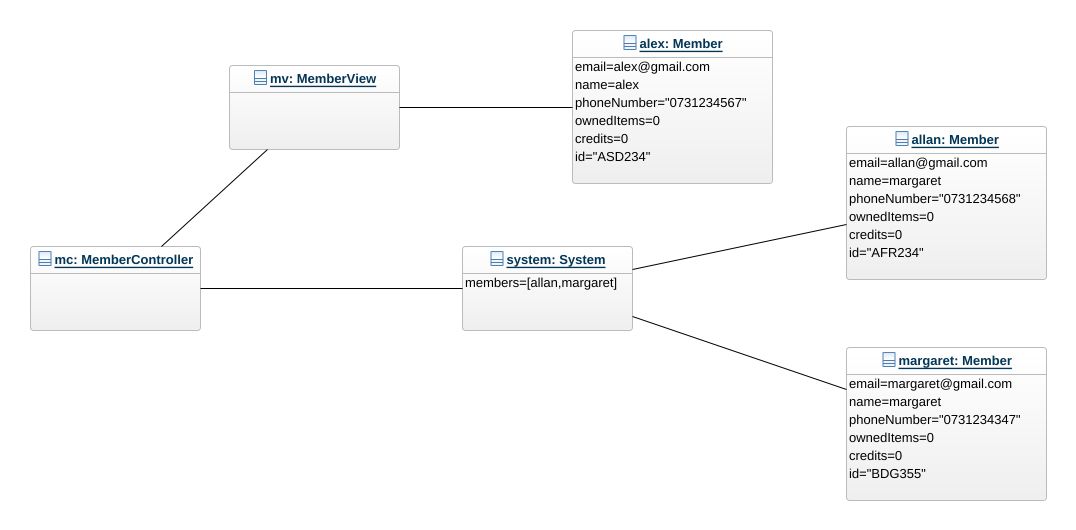 mv: MemberView
alex: Member
email=alex@gmail.com
name=alex
phoneNumber="0731234567"
ownedItems=0
credits=0
id="ASD234"
allan: Member
email=allan@gmail.com
name=margaret
phoneNumber="0731234568"
ownedItems=0
credits=0
id="AFR234"
mc: MemberController
system: System
members=[allan,margaret]
margaret: Member
email=margaret@gmail.com
name=margaret
phoneNumber="0731234347"
ownedItems=0
credits=0
id="BDG355"